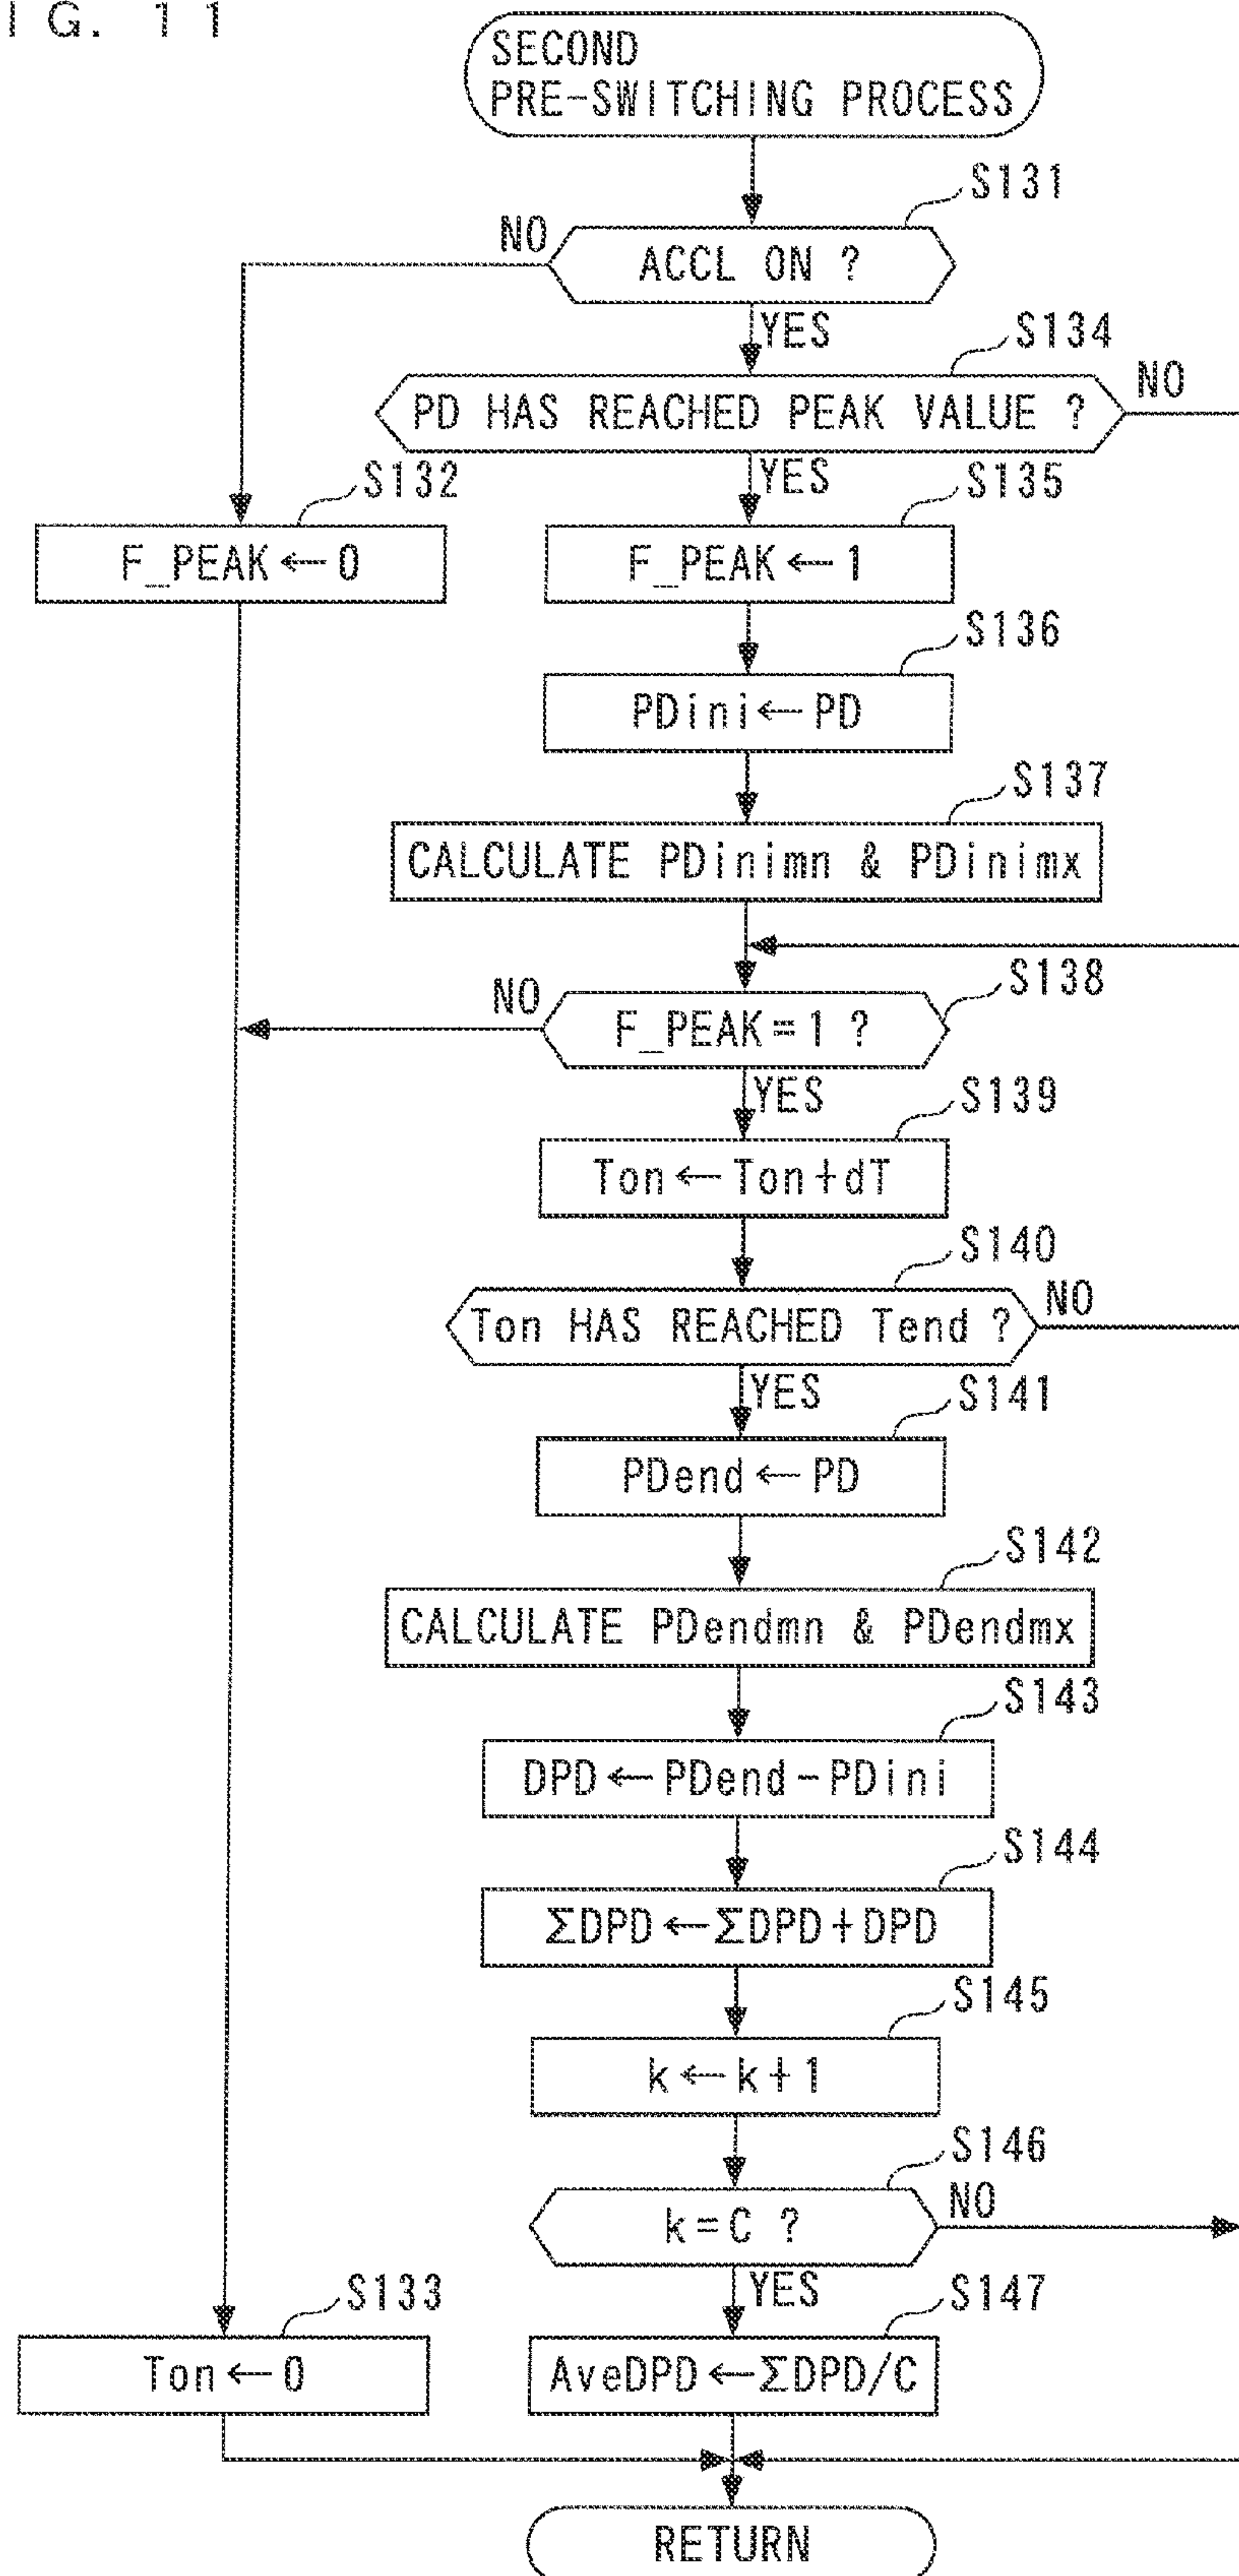 IG. 11
SECOND
PRE-SWITCHING PROCESS
S131
NO
ACCL ON ?
YES
S134
NO
PD HAS REACHED PEAK VALUE ?
S132
YES
S135
F_PEAK←0
F_PEAK←1
S136
PDini←PD
S137
CALCULATE PDinimn & PDinimx
S138
NO
F_PEAK=1 ?
YES
S139
Ton←Ton+dT
S140
NO
Ton HAS REACHED Tend ?
YES
S141
PDend←PD
S142
CALCULATE PDendmn & PDendmx
S143
DPD←PDend-PDini
S144
ΣDPD←ΣDPD+DPD
S145
k←k+1
S146
NO
k=C ?
YES
S133
S147
Ton←0
AveDPD←ΣDPD/C
RETURN